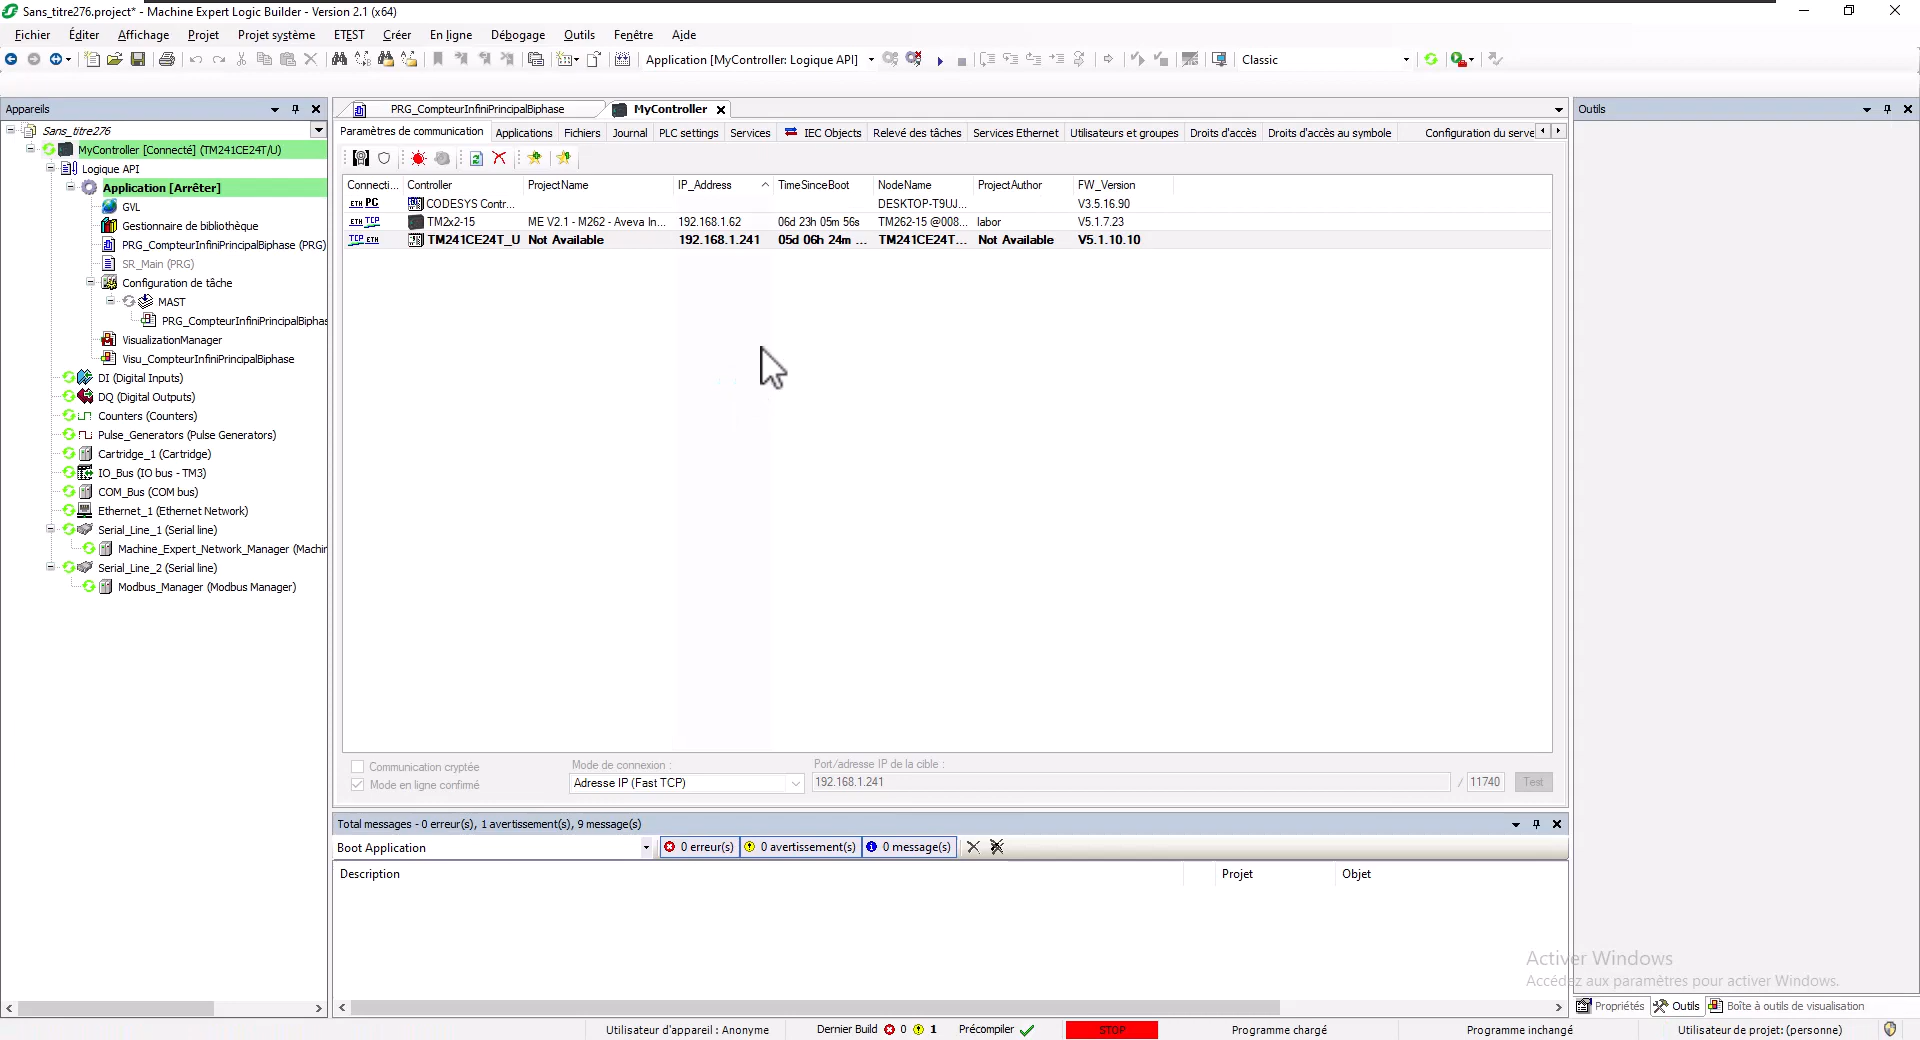 Sans_titre276.project* - Machine Expert Logic Builder - Version 2.1 (x64)
Fichier Éditer Affichage Projet Projet système ETEST Créer En ligne Débogage Outils Fenêtre Aide
Application [MyController: Logique API] Classic
Appareils
Sans_titre276
MyController [Connecté] (TM241CE24T/U)
Logique API
Application [Arrêter]
GVL
Gestionnaire de bibliothèque
PRG_CompteurInfiniPrincipalBiphase (PRG)
SR_Main (PRG)
Configuration de tâche
MAST
PRG_CompteurInfiniPrincipalBiphas
VisualizationManager
Visu_CompteurInfiniPrincipalBiphase
DI (Digital Inputs)
DQ (Digital Outputs)
Counters (Counters)
Pulse_Generators (Pulse Generators)
Cartridge_1 (Cartridge)
IO_Bus (IO bus - TM3)
COM_Bus (COM bus)
Ethernet_1 (Ethernet Network)
Serial_Line_1 (Serial line)
Machine_Expert_Network_Manager (Machin
Serial_Line_2 (Serial line)
Modbus_Manager (Modbus Manager)
PRG_CompteurInfiniPrincipalBiphase MyController
Paramètres de communication Applications Fichiers Journal PLC settings Services IEC Objects Relevé des tâches Services Ethernet Utilisateurs et groupes Droits d'accès Droits d'accès au symbole Configuration du serve
Connecti... Controller ProjectName IP_Address TimeSinceBoot NodeName ProjectAuthor FW_Version
ETH PC CODESYS Contr... DESKTOP-T9UJ... V3.5.16.90
ETH TCP TM2x2-15 ME V2.1 - M262 - Aveva In... 192.168.1.62 06d 23h 05m 56s TM262-15 @008... labor V5.1.7.23
TCP ETH TM241CE24T_U Not Available 192.168.1.241 05d 06h 24m ... TM241CE24T... Not Available V5.1.10.10
Communication cryptée
Mode en ligne confirmé
Mode de connexion :
Adresse IP (Fast TCP)
Port/adresse IP de la cible :
192.168.1.241 / 11740 Test
Total messages - 0 erreur(s), 1 avertissement(s), 9 message(s)
Boot Application 0 erreur(s) 0 avertissement(s) 0 message(s)
Description Projet Objet
Outils
Activer Windows
Accédez aux paramètres pour activer Windows.
Propriétés Outils Boîte à outils de visualisation
Utilisateur d'appareil : Anonyme Dernier Build 0 1 Précompiler STOP Programme chargé Programme inchangé Utilisateur de projet: (personne)